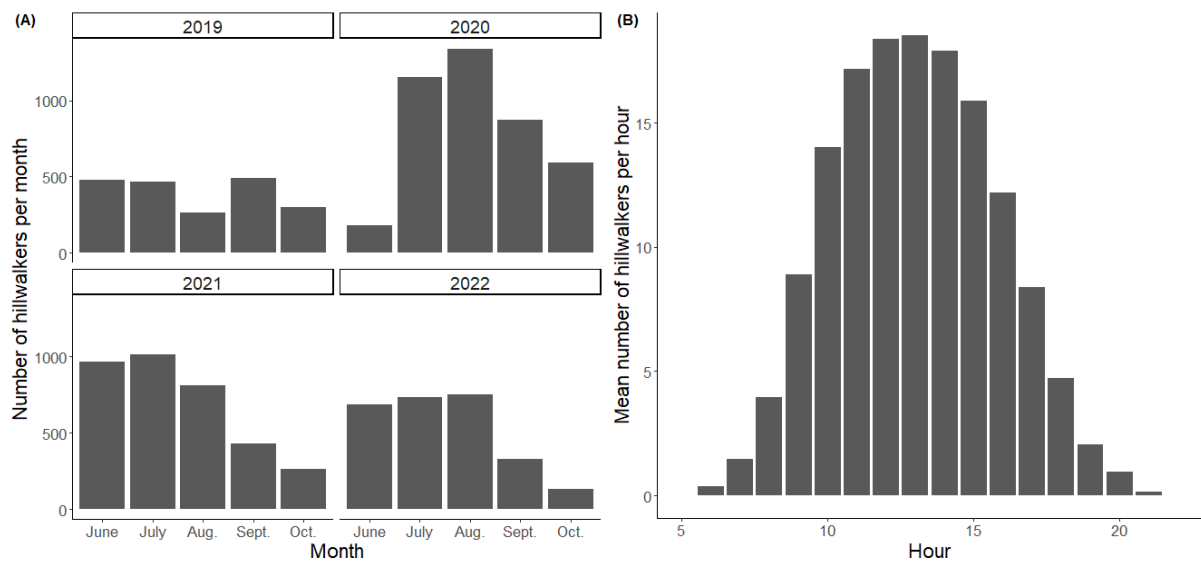 (A)
2019
2020
Number of hillwalkers per month
1000
500
0
2021
2022
1000
500
0
June July Aug. Sept. Oct. June July Aug. Sept. Oct.
Month
(B)
Mean number of hillwalkers per hour
15
10
5
0
5 10 15 20
Hour